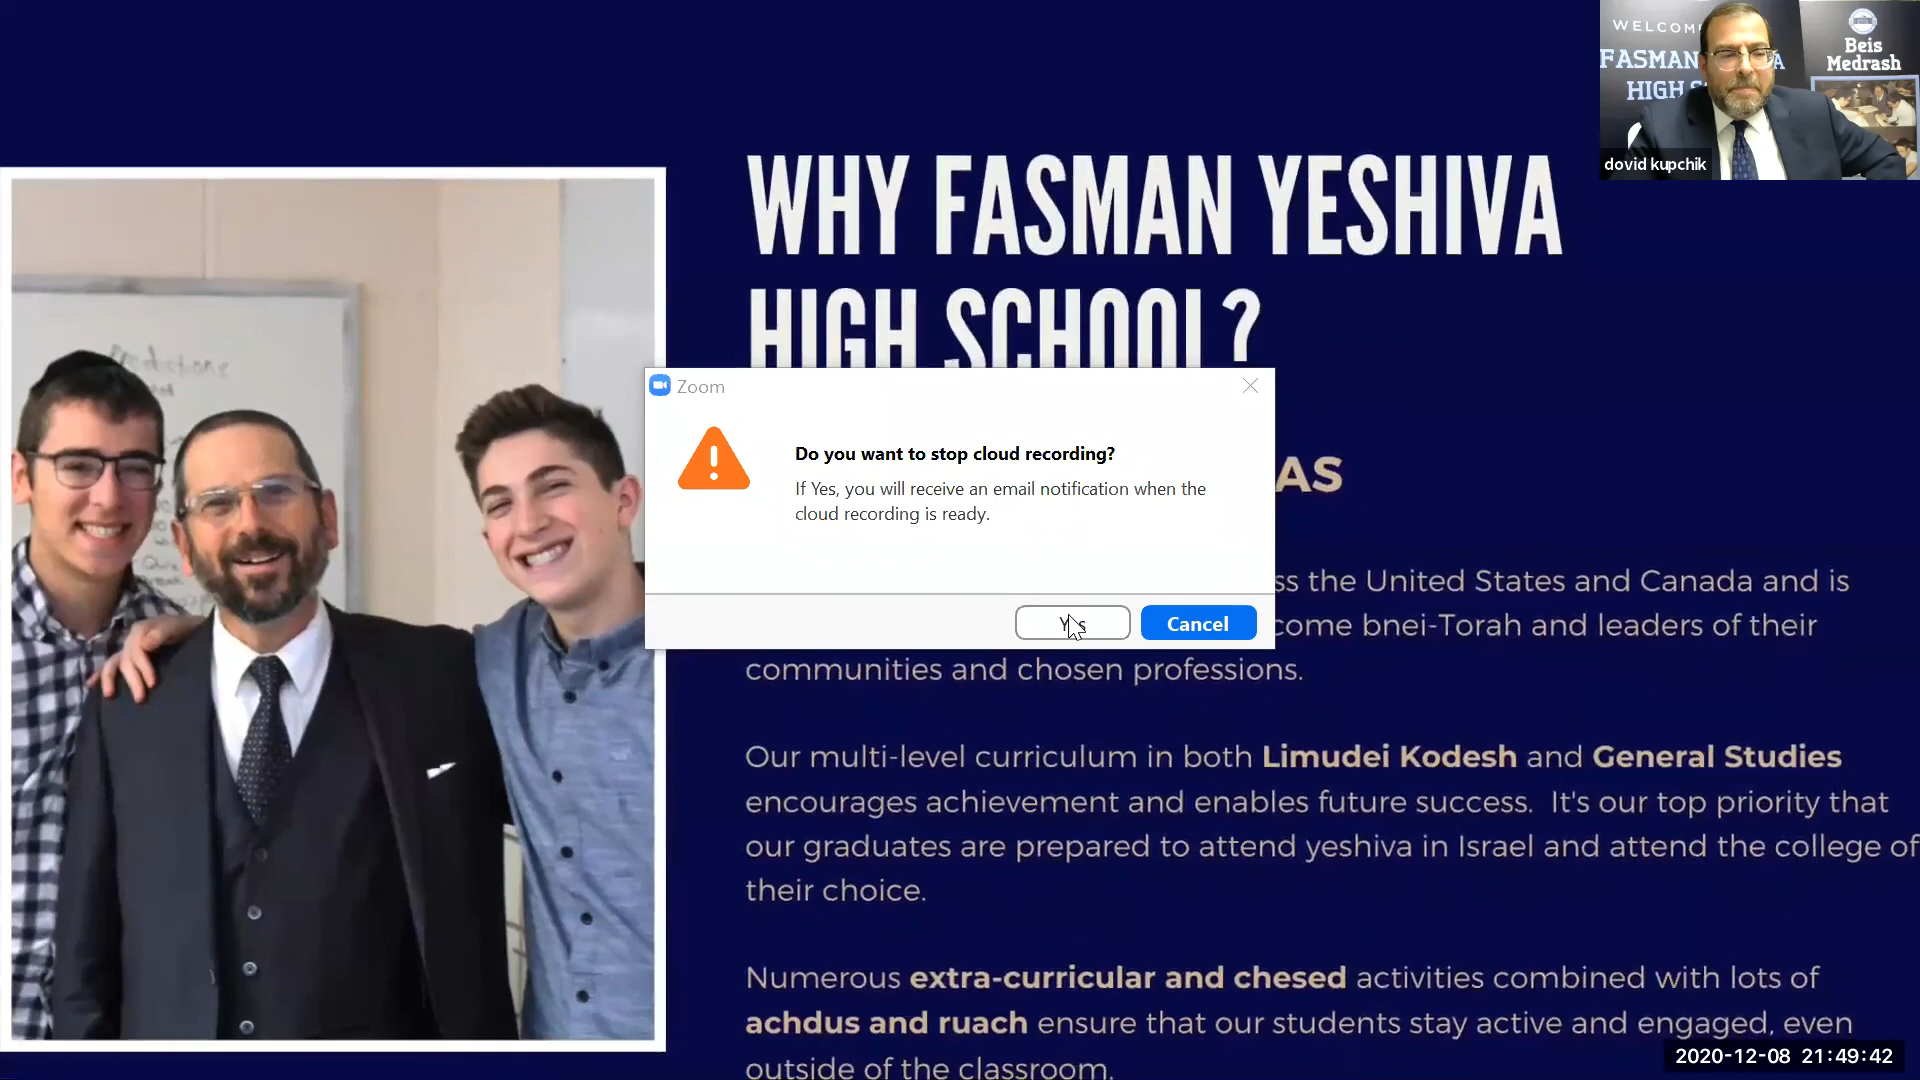 WELCOM
FASMAN
A
HIGH S
Beis
Medrash
dovid kupchik
WHY FASMAN YESHIVA
HIGH SCHOOL?
Zoom
Do you want to stop cloud recording?
If Yes, you will receive an email notification when the
cloud recording is ready.
Yes
Cancel
AS
ss the United States and Canada and is
come bnei-Torah and leaders of their
communities and chosen professions.
Our multi-level curriculum in both Limudei Kodesh and General Studies
encourages achievement and enables future success. It's our top priority that
our graduates are prepared to attend yeshiva in Israel and attend the college of
their choice.
Numerous extra-curricular and chesed activities combined with lots of
achdus and ruach ensure that our students stay active and engaged, even
outside of the classroom.
2020-12-08 21:49:42